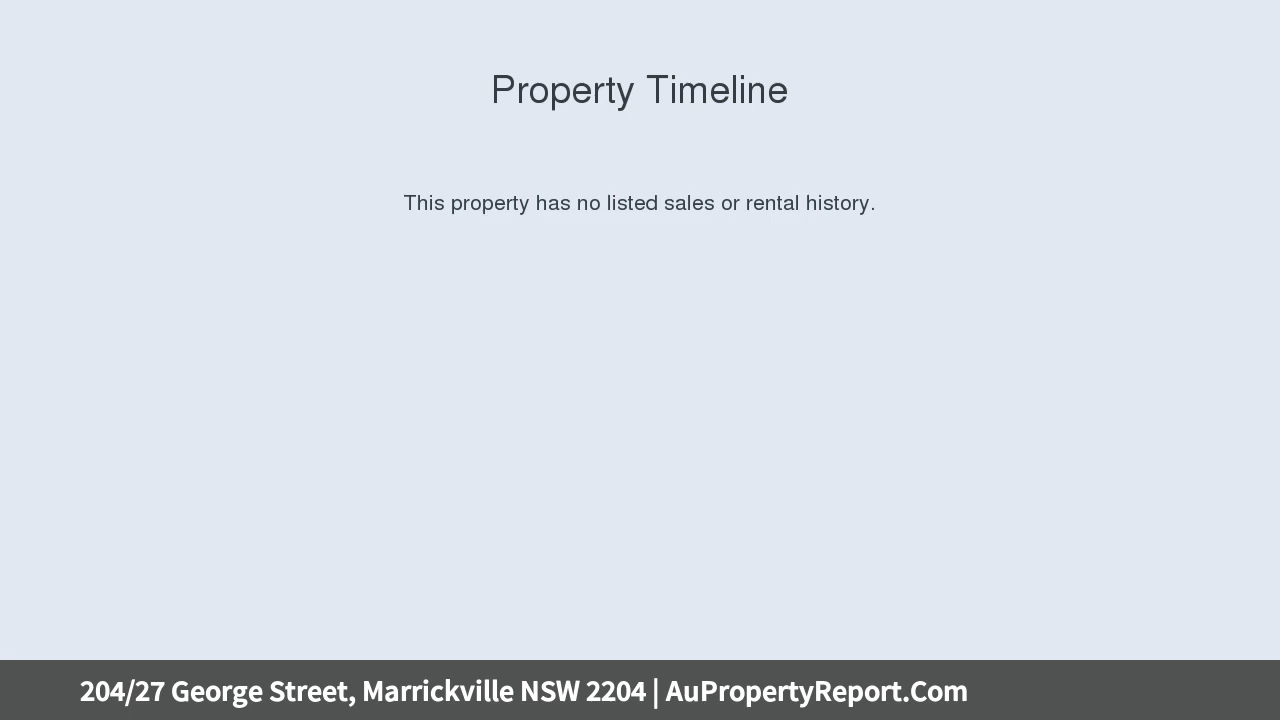 Property Timeline
This property has no listed sales or rental history.
204/27 George Street, Marrickville NSW 2204 | AuPropertyReport.Com